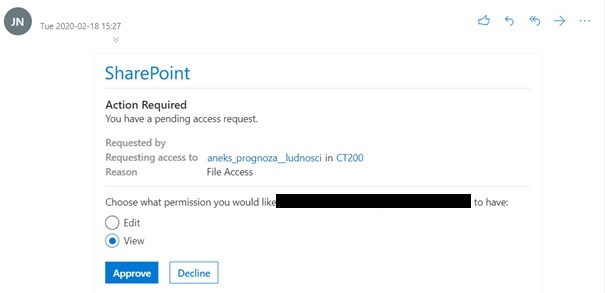 JN
Tue 2020-02-18 15:27
SharePoint
Action Required
You have a pending access request.
Requested by
Requesting access to aneks_prognoza__ludnosci in CT200
Reason File Access
Choose what permission you would like to have:
Edit
View
Approve Decline